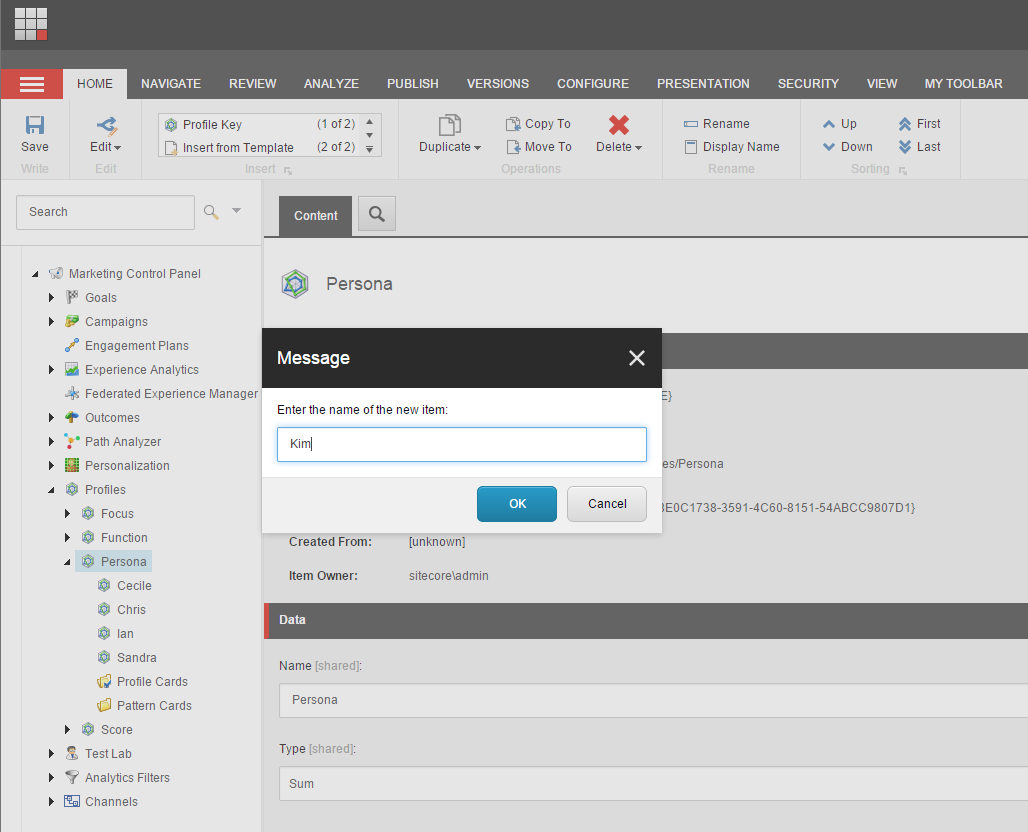 HOME NAVIGATE REVIEW ANALYZE PUBLISH VERSIONS CONFIGURE PRESENTATION SECURITY VIEW MY TOOLBAR
Save
Write
Edit
Edit
Profile Key (1 of 2)
Insert from Template (2 of 2)
Insert
Duplicate
Copy To
Move To
Delete
Operations
Rename
Display Name
Rename
Up
Down
First
Last
Sorting
Search
Marketing Control Panel
Goals
Campaigns
Engagement Plans
Experience Analytics
Federated Experience Manager
Outcomes
Path Analyzer
Personalization
Profiles
Focus
Function
Persona
Cecile
Chris
Ian
Sandra
Profile Cards
Pattern Cards
Score
Test Lab
Analytics Filters
Channels
Content
Persona
Message
Enter the name of the new item:
Kim
OK
Cancel
E}
es/Persona
BE0C1738-3591-4C60-8151-54ABCC9807D1}
Created From: [unknown]
Item Owner: sitecore\admin
Data
Name [shared]:
Persona
Type [shared]:
Sum